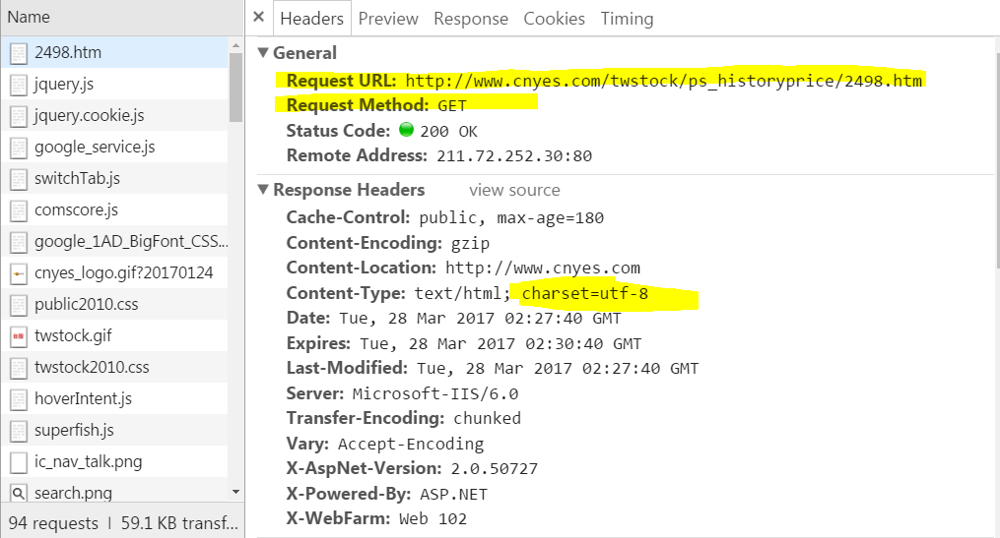 Name
2498.htm
jquery.js
jquery.cookie.js
google_service.js
switchTab.js
comscore.js
google_1AD_BigFont_CSS...
cnyes_logo.gif?20170124
public2010.css
twstock.gif
twstock2010.css
hoverIntent.js
superfish.js
ic_nav_talk.png
search.png
94 requests | 59.1 KB transf...
× Headers Preview Response Cookies Timing
▼ General
Request URL: http://www.cnyes.com/twstock/ps_historyprice/2498.htm
Request Method: GET
Status Code: 200 OK
Remote Address: 211.72.252.30:80
▼ Response Headers view source
Cache-Control: public, max-age=180
Content-Encoding: gzip
Content-Location: http://www.cnyes.com
Content-Type: text/html; charset=utf-8
Date: Tue, 28 Mar 2017 02:27:40 GMT
Expires: Tue, 28 Mar 2017 02:30:40 GMT
Last-Modified: Tue, 28 Mar 2017 02:27:40 GMT
Server: Microsoft-IIS/6.0
Transfer-Encoding: chunked
Vary: Accept-Encoding
X-AspNet-Version: 2.0.50727
X-Powered-By: ASP.NET
X-WebFarm: Web 102